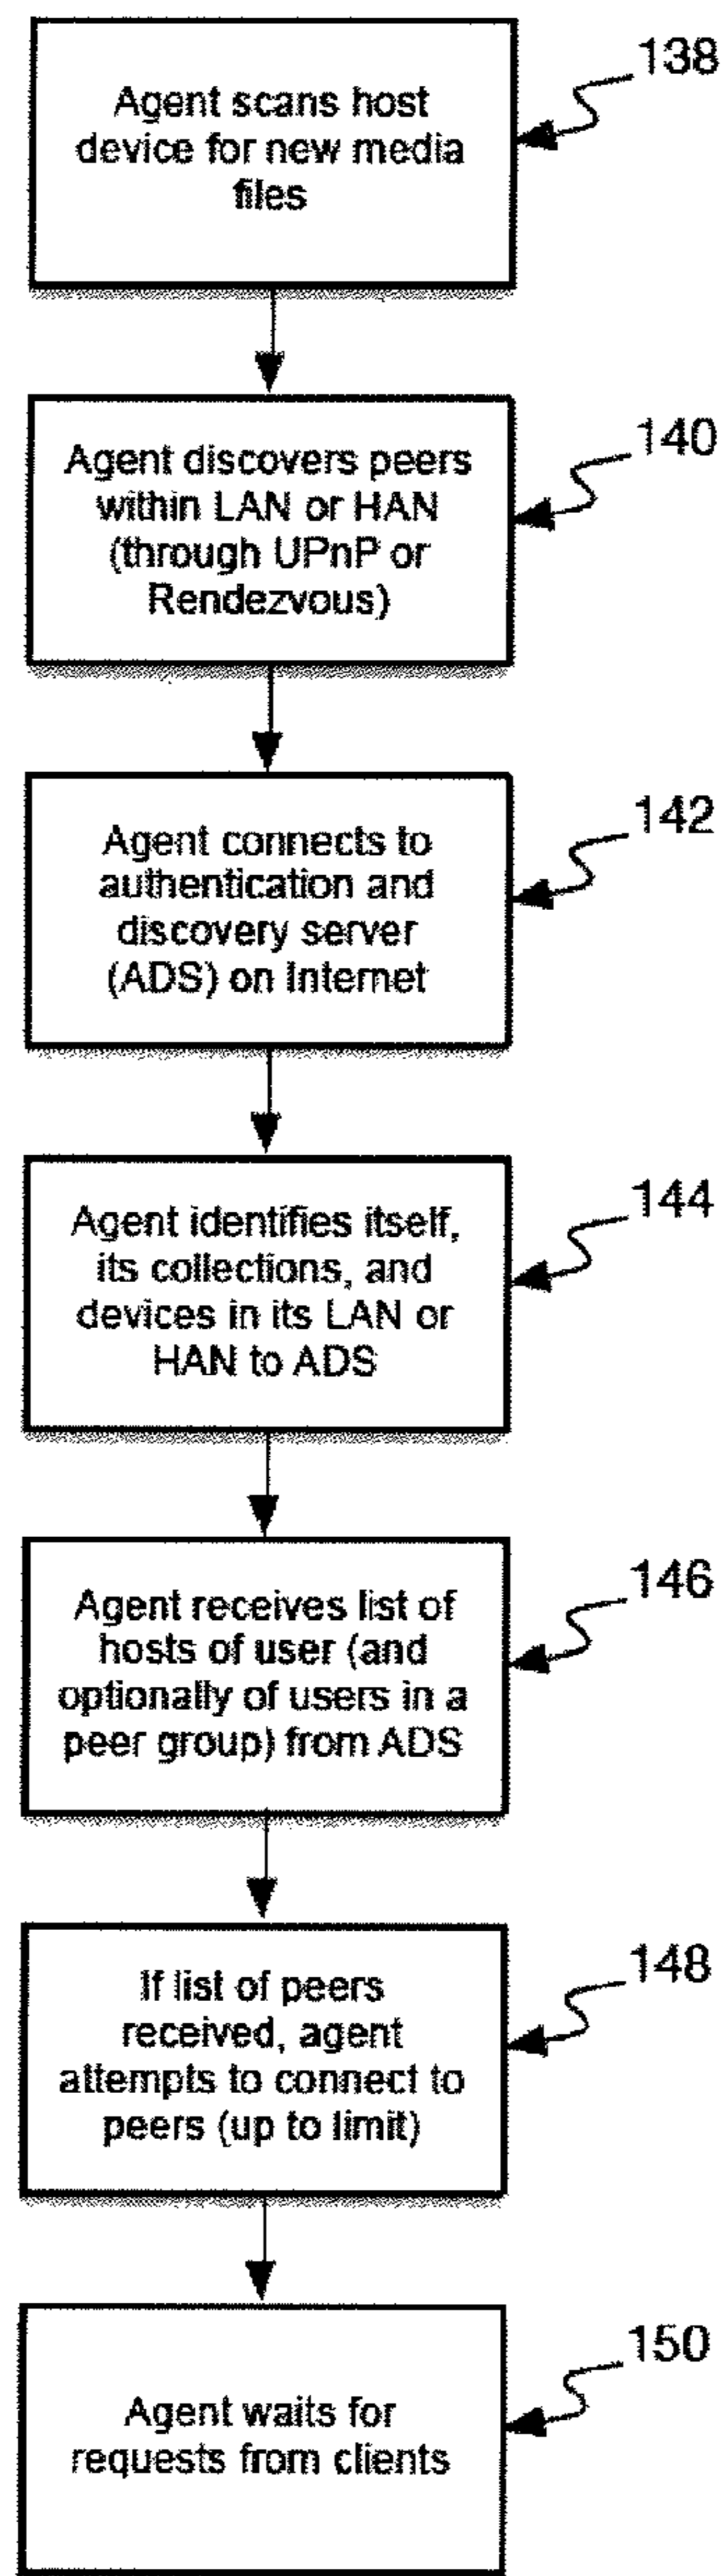 138
Agent scans host
device for new media
files
140
Agent discovers peers
within LAN or HAN
(through UPnP or
Rendezvous)
142
Agent connects to
authentication and
discovery server
(ADS) on Internet
144
Agent identifies itself,
its collections, and
devices in its LAN or
HAN to ADS
146
Agent receives list of
hosts of user (and
optionally of users in a
peer group) from ADS
148
If list of peers
received, agent
attempts to connect to
peers (up to limit)
150
Agent waits for
requests from clients